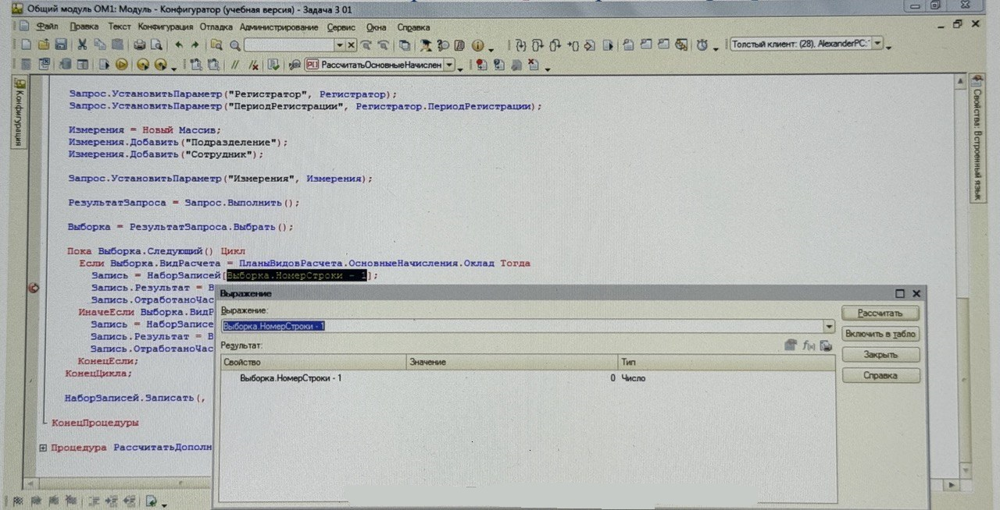 Общий модуль ОМ1: Модуль - Конфигуратор (учебная версия) - Задача 3 01
Файл Правка Текст Конфигурация Отладка Администрирование Сервис Окна Справка
Толстый клиент: (28), AlexanderPC:
РассчитатьОсновныеНачислен
Конфигурация
Свойства: Встроенный язык
Запрос.УстановитьПараметр("Регистратор", Регистратор);
Запрос.УстановитьПараметр("ПериодРегистрации", Регистратор.ПериодРегистрации);
Измерения = Новый Массив;
Измерения.Добавить("Подразделение");
Измерения.Добавить("Сотрудник");
Запрос.УстановитьПараметр("Измерения", Измерения);
РезультатЗапроса = Запрос.Выполнить();
Выборка = РезультатЗапроса.Выбрать();
Пока Выборка.Следующий() Цикл
Если Выборка.ВидРасчета = ПланыВидовРасчета.ОсновныеНачисления.Оклад Тогда
Запись = НаборЗаписей[Выборка.НомерСтроки - 1];
Запись.Результат = В
Запись.ОтработаноЧас
ИначеЕсли Выборка.ВидР
Запись = НаборЗаписе
Запись.Результат = В
Запись.ОтработаноЧас
КонецЕсли;
КонецЦикла;
НаборЗаписей.Записать(,
КонецПроцедуры
Процедура РассчитатьДополн
Выражение
Выражение:
Выборка.НомерСтроки - 1
Рассчитать
Включить в табло
Закрыть
Справка
Результат:
Свойство Значение Тип
Выборка.НомерСтроки - 1 0 Число